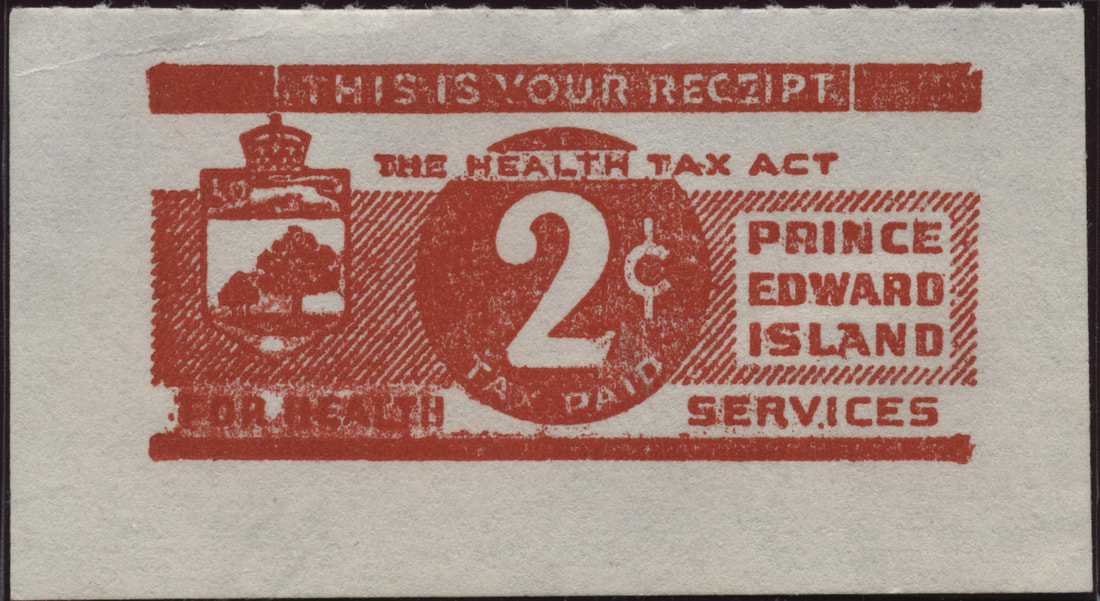 THIS IS YOUR RECEIPT
THE HEALTH TAX ACT
2¢
TAX PAID
PRINCE
EDWARD
ISLAND
FOR HEALTH
SERVICES